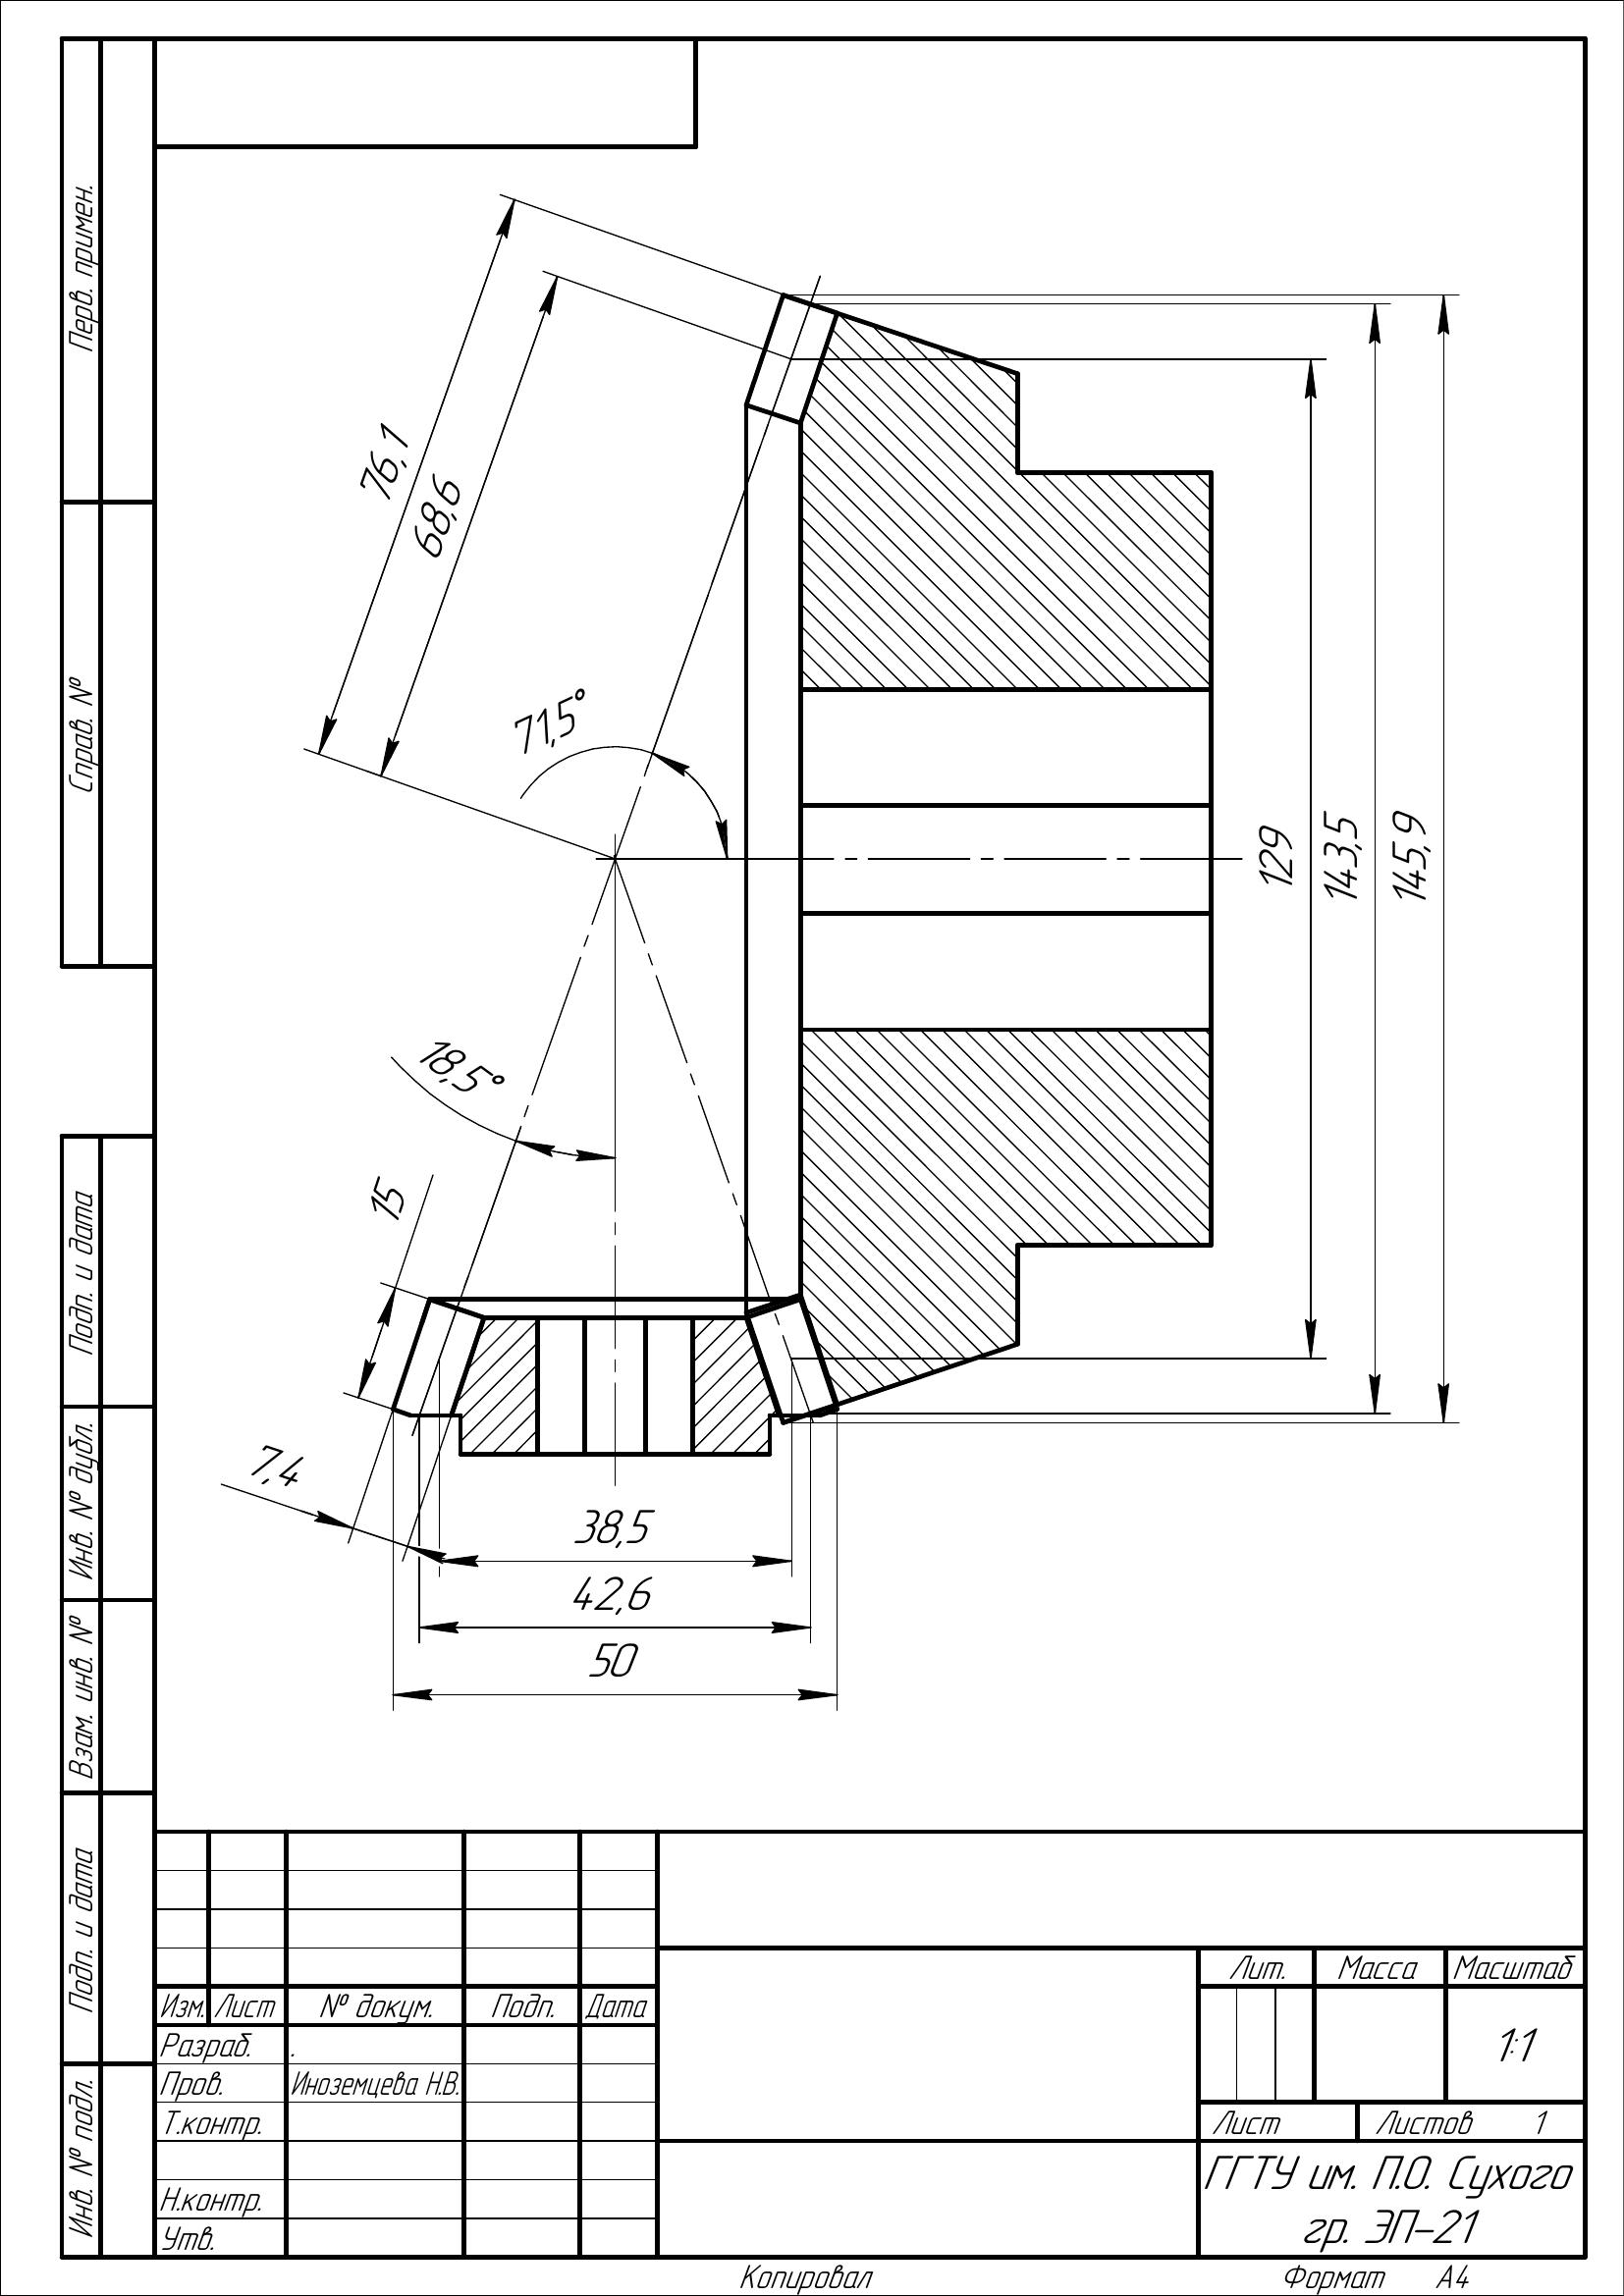 Перв. примен.
Справ. №
Подп. и дата
Инв. № дубл.
Взам. инв. №
Подп. и дата
Инв. № подл.
76,1
68,6
71,5°
129
143,5
145,9
18,5°
15
7,4
38,5
42,6
50
Лит. Масса Масштаб
Изм. Лист № докум. Подп. Дата
Разраб. .
1:1
Пров. Иноземцева Н.В.
Т.контр.
Лист Листов 1
Н.контр.
Утв.
ГГТУ им. П.О. Сухого
гр. ЭП-21
Копировал Формат А4